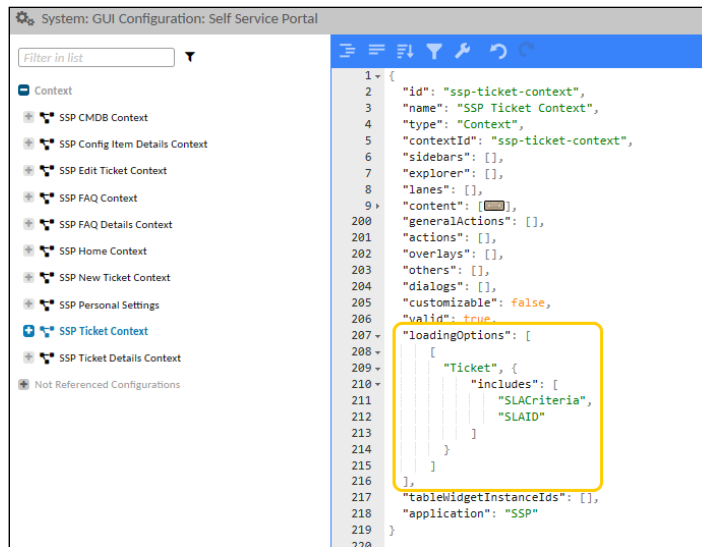 System: GUI Configuration: Self Service Portal
Filter in list
Context
SSP CMDB Context
SSP Config Item Details Context
SSP Edit Ticket Context
SSP FAQ Context
SSP FAQ Details Context
SSP Home Context
SSP New Ticket Context
SSP Personal Settings
SSP Ticket Context
SSP Ticket Details Context
Not Referenced Configurations
1 {
2 "id": "ssp-ticket-context",
3 "name": "SSP Ticket Context",
4 "type": "Context",
5 "contextId": "ssp-ticket-context",
6 "sidebars": [],
7 "explorer": [],
8 "lanes": [],
9 "content": [],
200 "generalActions": [],
201 "actions": [],
202 "overlays": [],
203 "others": [],
204 "dialogs": [],
205 "customizable": false,
206 "valid": true,
207 "loadingOptions": [
208 [
209 "Ticket", {
210 "includes": [
211 "SLACriteria",
212 "SLAID"
213 ]
214 }
215 ]
216 ],
217 "tableWidgetInstanceIds": [],
218 "application": "SSP"
219 }
220